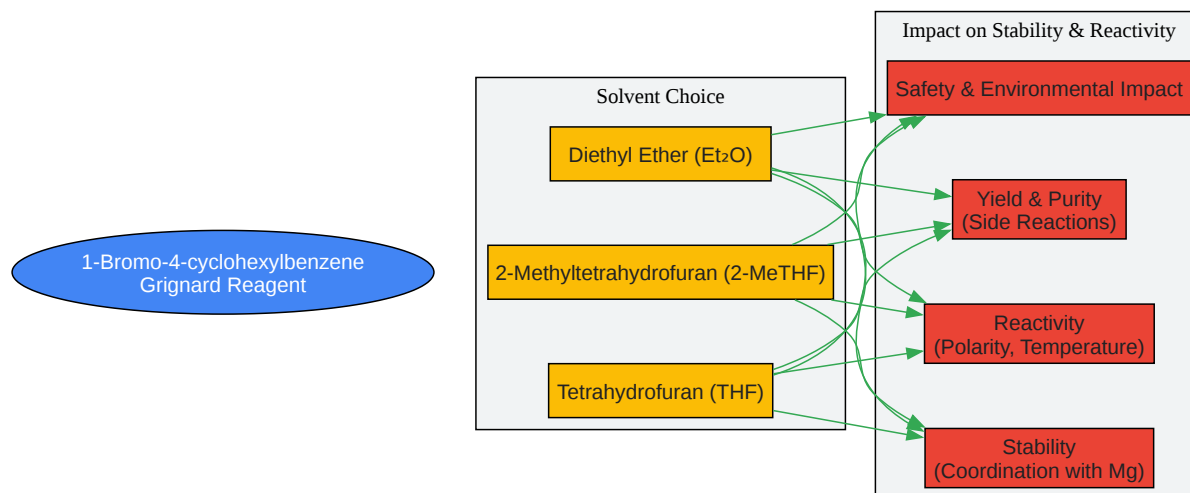 1-Bromo-4-cyclohexylbenzene
Grignard Reagent
Solvent Choice
Diethyl Ether (Et₂O)
2-Methyltetrahydrofuran (2-MeTHF)
Tetrahydrofuran (THF)
Impact on Stability & Reactivity
Safety & Environmental Impact
Yield & Purity
(Side Reactions)
Reactivity
(Polarity, Temperature)
Stability
(Coordination with Mg)